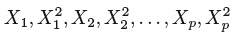 $X_1, X_1^2, X_2, X_2^2, \ldots, X_p, X_p^2$